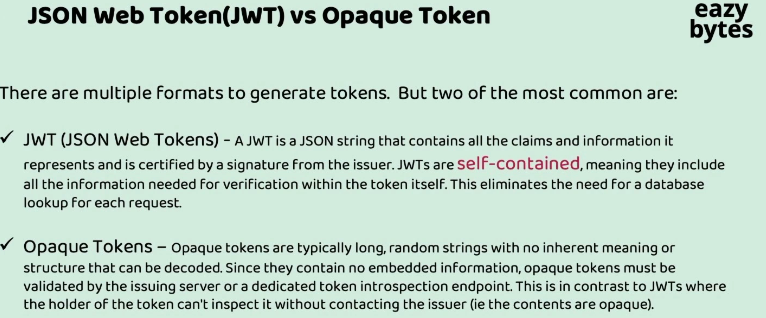 JSON Web Token(JWT) vs Opaque Token
eazy
bytes
There are multiple formats to generate tokens.  But two of the most common are:
✓ JWT (JSON Web Tokens) - A JWT is a JSON string that contains all the claims and information it
represents and is certified by a signature from the issuer. JWTs are self-contained, meaning they include
all the information needed for verification within the token itself. This eliminates the need for a database
lookup for each request.
✓ Opaque Tokens – Opaque tokens are typically long, random strings with no inherent meaning or
structure that can be decoded. Since they contain no embedded information, opaque tokens must be
validated by the issuing server or a dedicated token introspection endpoint. This is in contrast to JWTs where
the holder of the token can't inspect it without contacting the issuer (ie the contents are opaque).